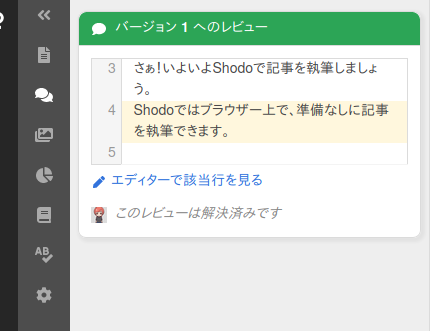 バージョン 1 へのレビュー
3 さぁ!いよいよShodoで記事を執筆しましょ
う。
4 Shodoではブラウザー上で、準備なしに記事
を執筆できます。
5
エディターで該当行を見る
このレビューは解決済みです
AB